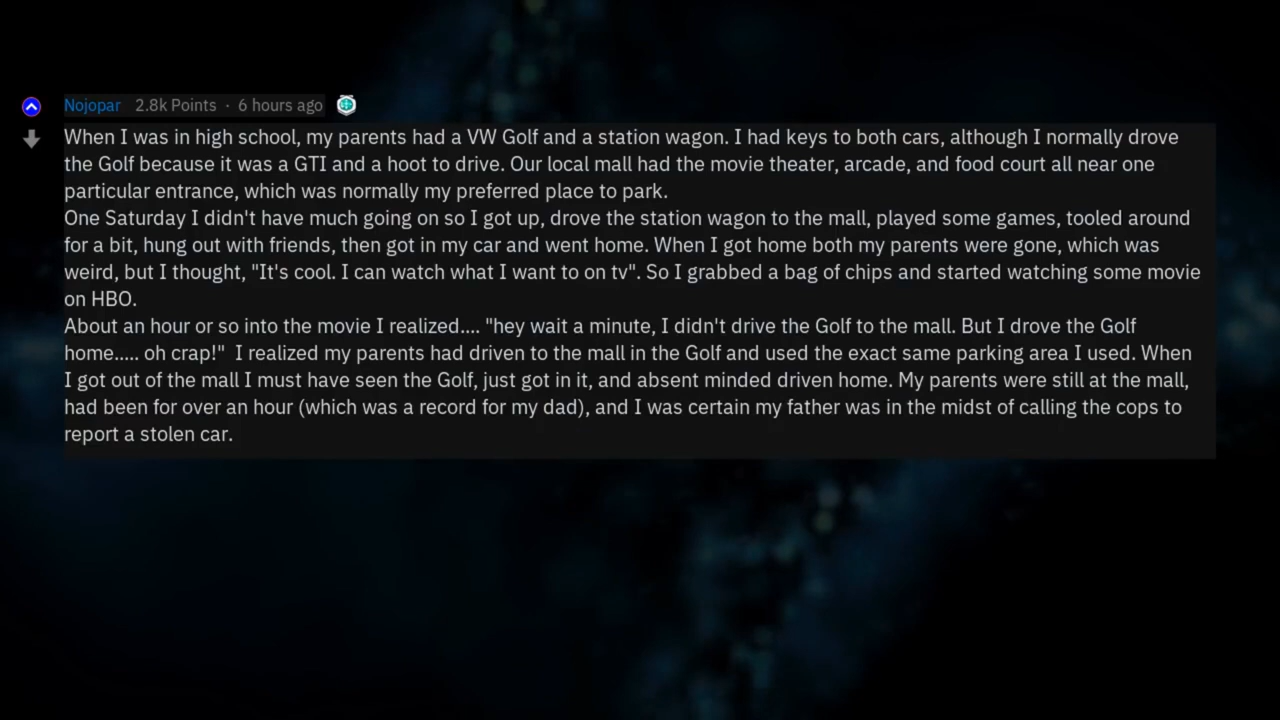 Nojopar 2.8k Points · 6 hours ago
When I was in high school, my parents had a VW Golf and a station wagon. I had keys to both cars, although I normally drove
the Golf because it was a GTI and a hoot to drive. Our local mall had the movie theater, arcade, and food court all near one
particular entrance, which was normally my preferred place to park.
One Saturday I didn't have much going on so I got up, drove the station wagon to the mall, played some games, tooled around
for a bit, hung out with friends, then got in my car and went home. When I got home both my parents were gone, which was
weird, but I thought, "It's cool. I can watch what I want to on tv". So I grabbed a bag of chips and started watching some movie
on HBO.
About an hour or so into the movie I realized.... "hey wait a minute, I didn't drive the Golf to the mall. But I drove the Golf
home..... oh crap!"  I realized my parents had driven to the mall in the Golf and used the exact same parking area I used. When
I got out of the mall I must have seen the Golf, just got in it, and absent minded driven home. My parents were still at the mall,
had been for over an hour (which was a record for my dad), and I was certain my father was in the midst of calling the cops to
report a stolen car.